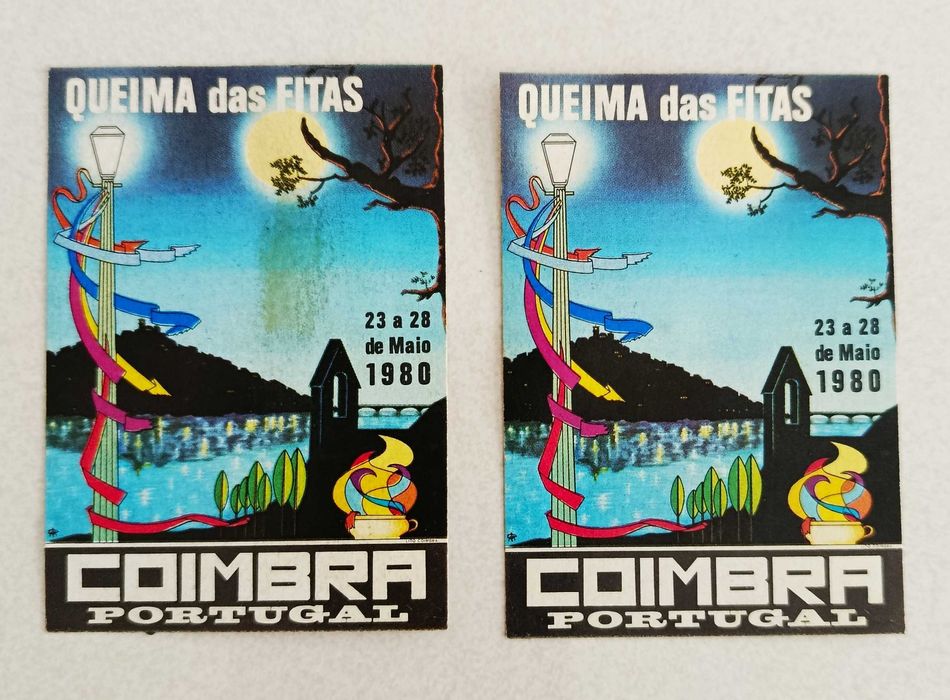 QUEIMA das FITAS
23 a 28
de Maio
1980
COIMBRA
PORTUGAL
QUEIMA das FITAS
23 a 28
de Maio
1980
COIMBRA
PORTUGAL